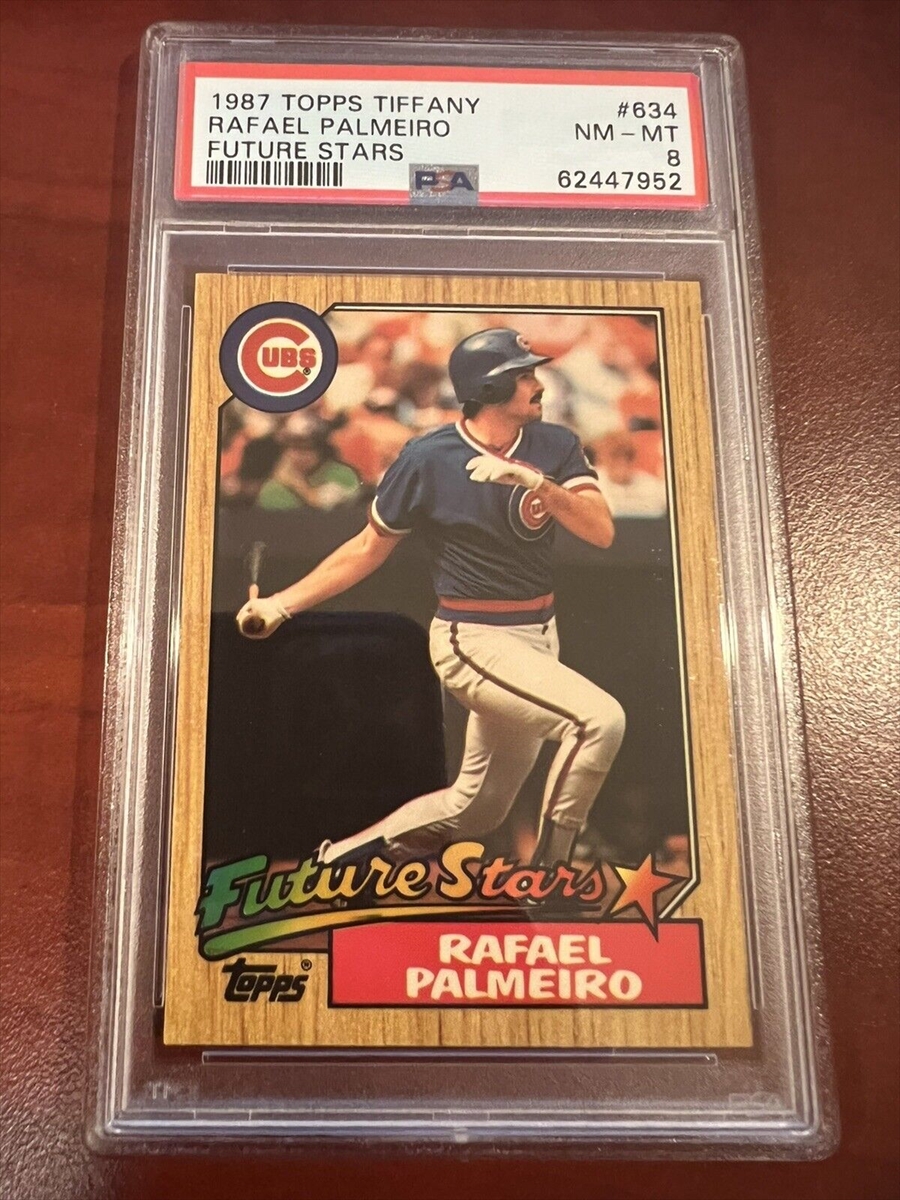 1987 TOPPS TIFFANY #634
RAFAEL PALMEIRO NM - MT
FUTURE STARS 8
PSA 62447952
CUBS®
Future Stars
topps®
RAFAEL
PALMEIRO